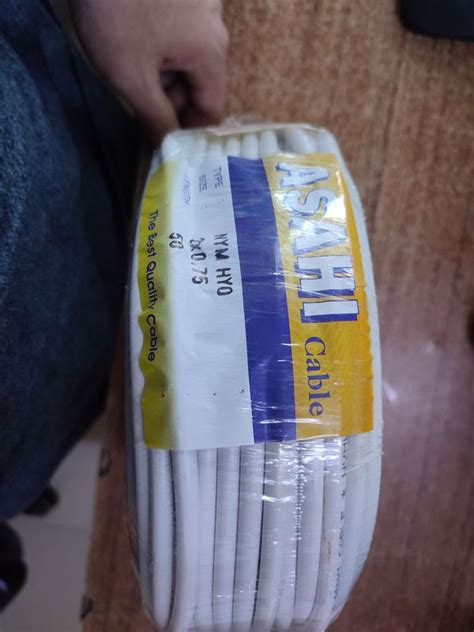 ASAHI
Cable
TYPE NYM HYO
SIZE 2x0,75
50
The Best Quality Cable